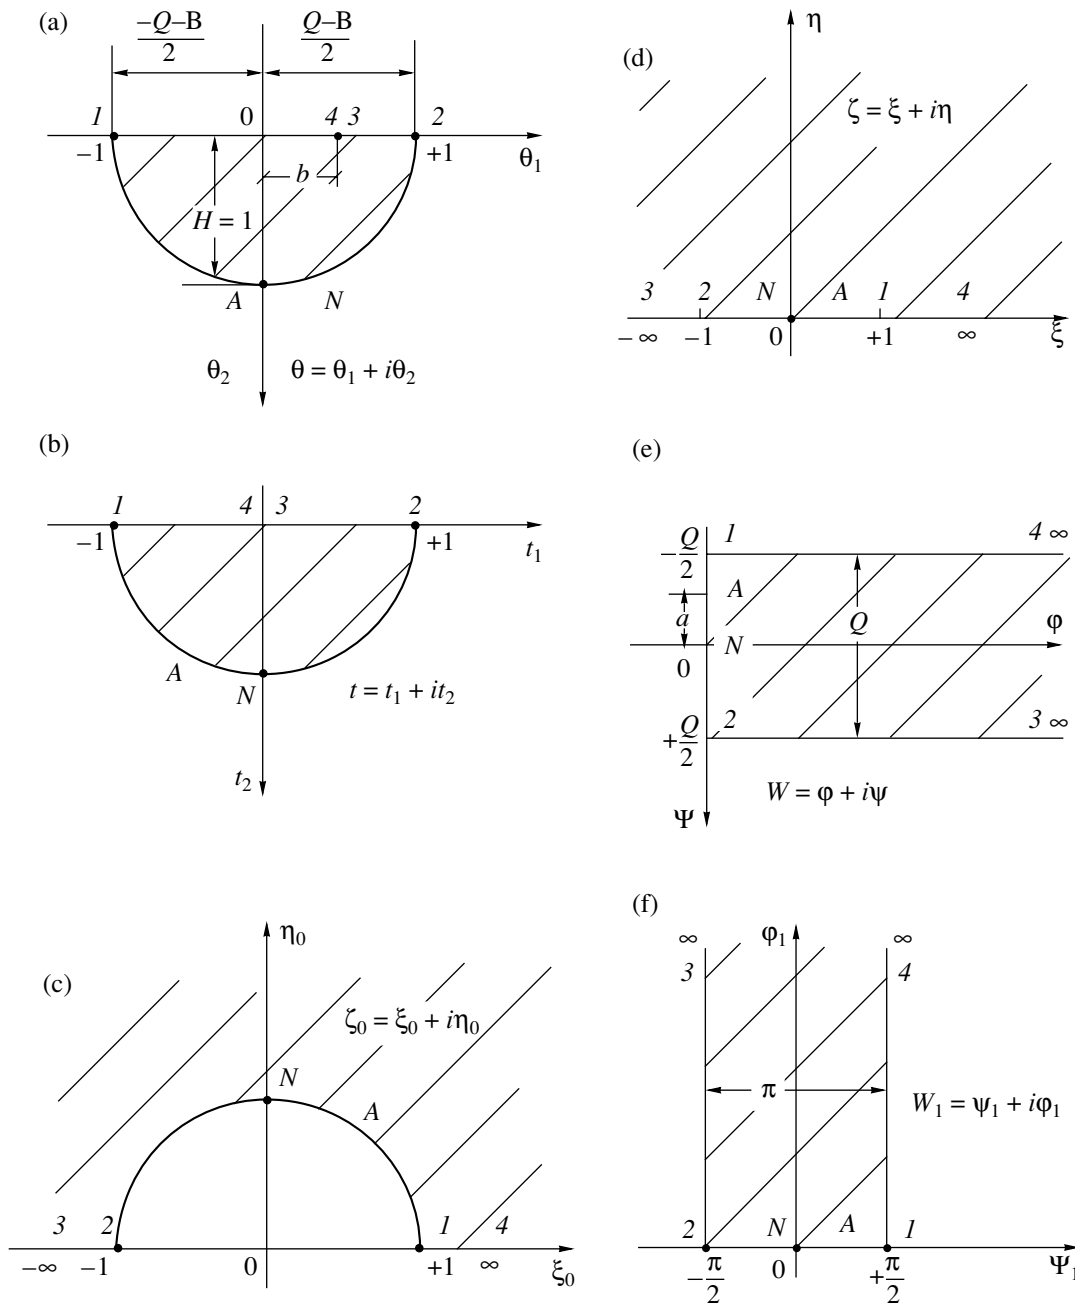 (a)
–Q–B Q–B
2 2
1 0 4 3 2
–1 +1 θ1
b
H = 1
A N
θ2 θ = θ1 + iθ2
(b)
1 4 3 2
–1 +1 t1
A N t = t1 + it2
t2
(c)
η0
ζ0 = ξ0 + iη0
N
A
3 2 1 4
–∞ –1 0 +1 ∞ ξ0
(d)
η
ζ = ξ + iη
3 2 N A 1 4
–∞ –1 0 +1 ∞ ξ
(e)
–Q/2 1 4 ∞
A
a Q φ
N
0
+Q/2 2 3 ∞
W = φ + iψ
Ψ
(f)
∞ φ1 ∞
3 4
π
W1 = ψ1 + iφ1
2 N A 1
–π/2 0 +π/2 Ψ1